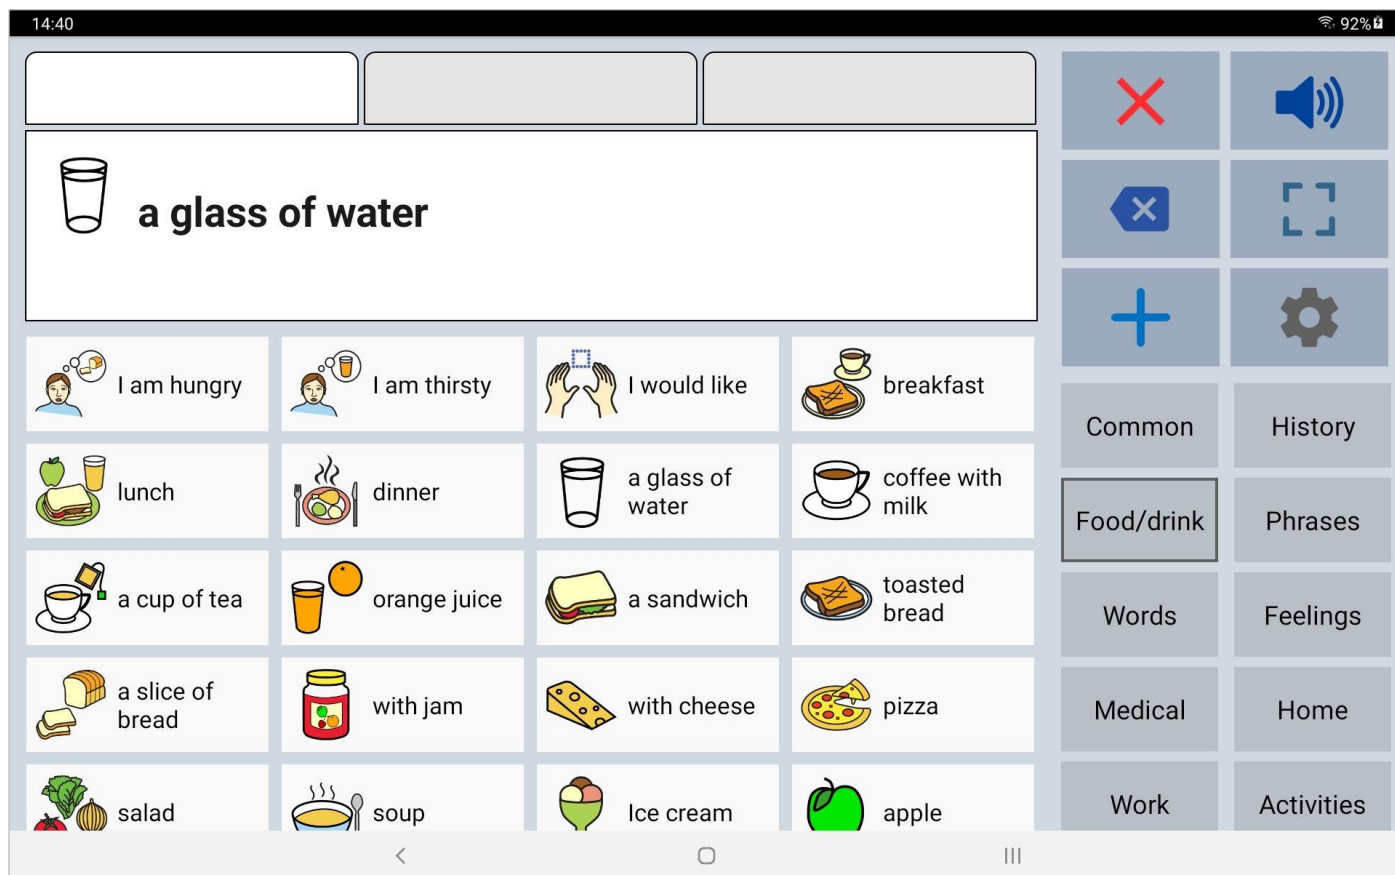 14:40
92%
a glass of water
I am hungry
I am thirsty
I would like
breakfast
lunch
dinner
a glass of
water
coffee with
milk
a cup of tea
orange juice
a sandwich
toasted
bread
a slice of
bread
with jam
with cheese
pizza
salad
soup
Ice cream
apple
Common
History
Food/drink
Phrases
Words
Feelings
Medical
Home
Work
Activities